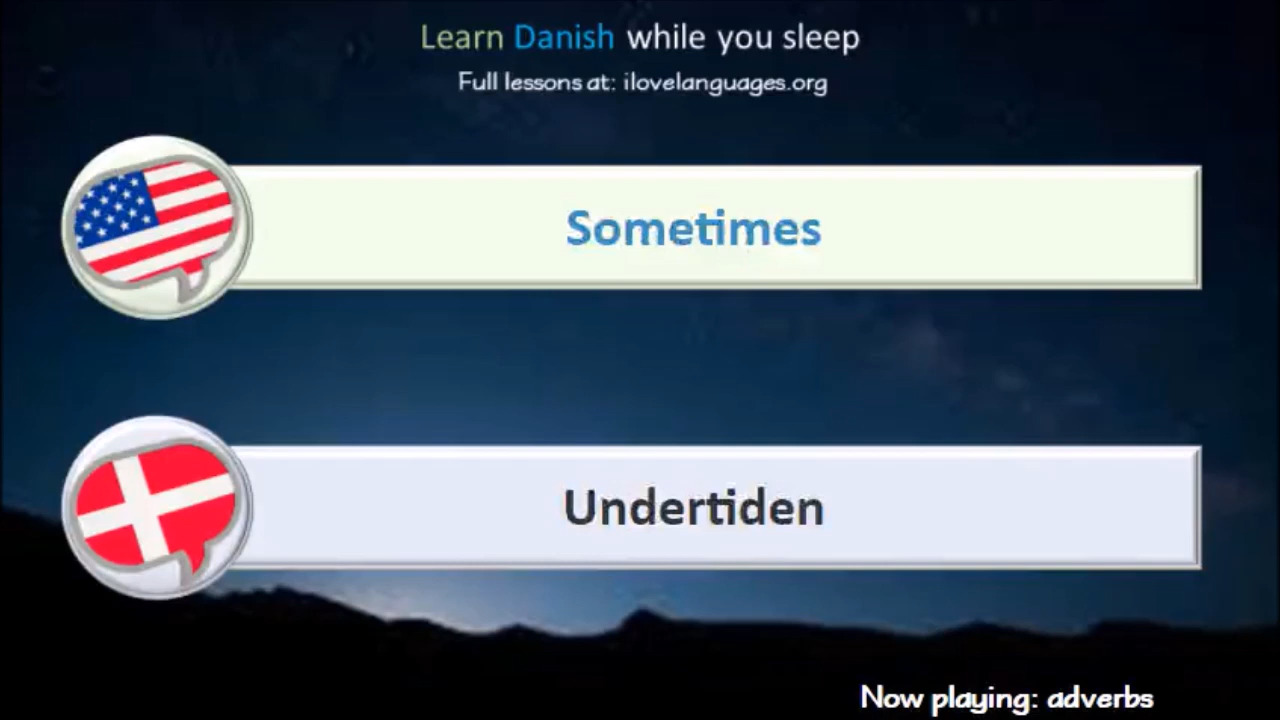 Learn Danish while you sleep
Full lessons at: ilovelanguages.org
Sometimes
Undertiden
Now playing: adverbs